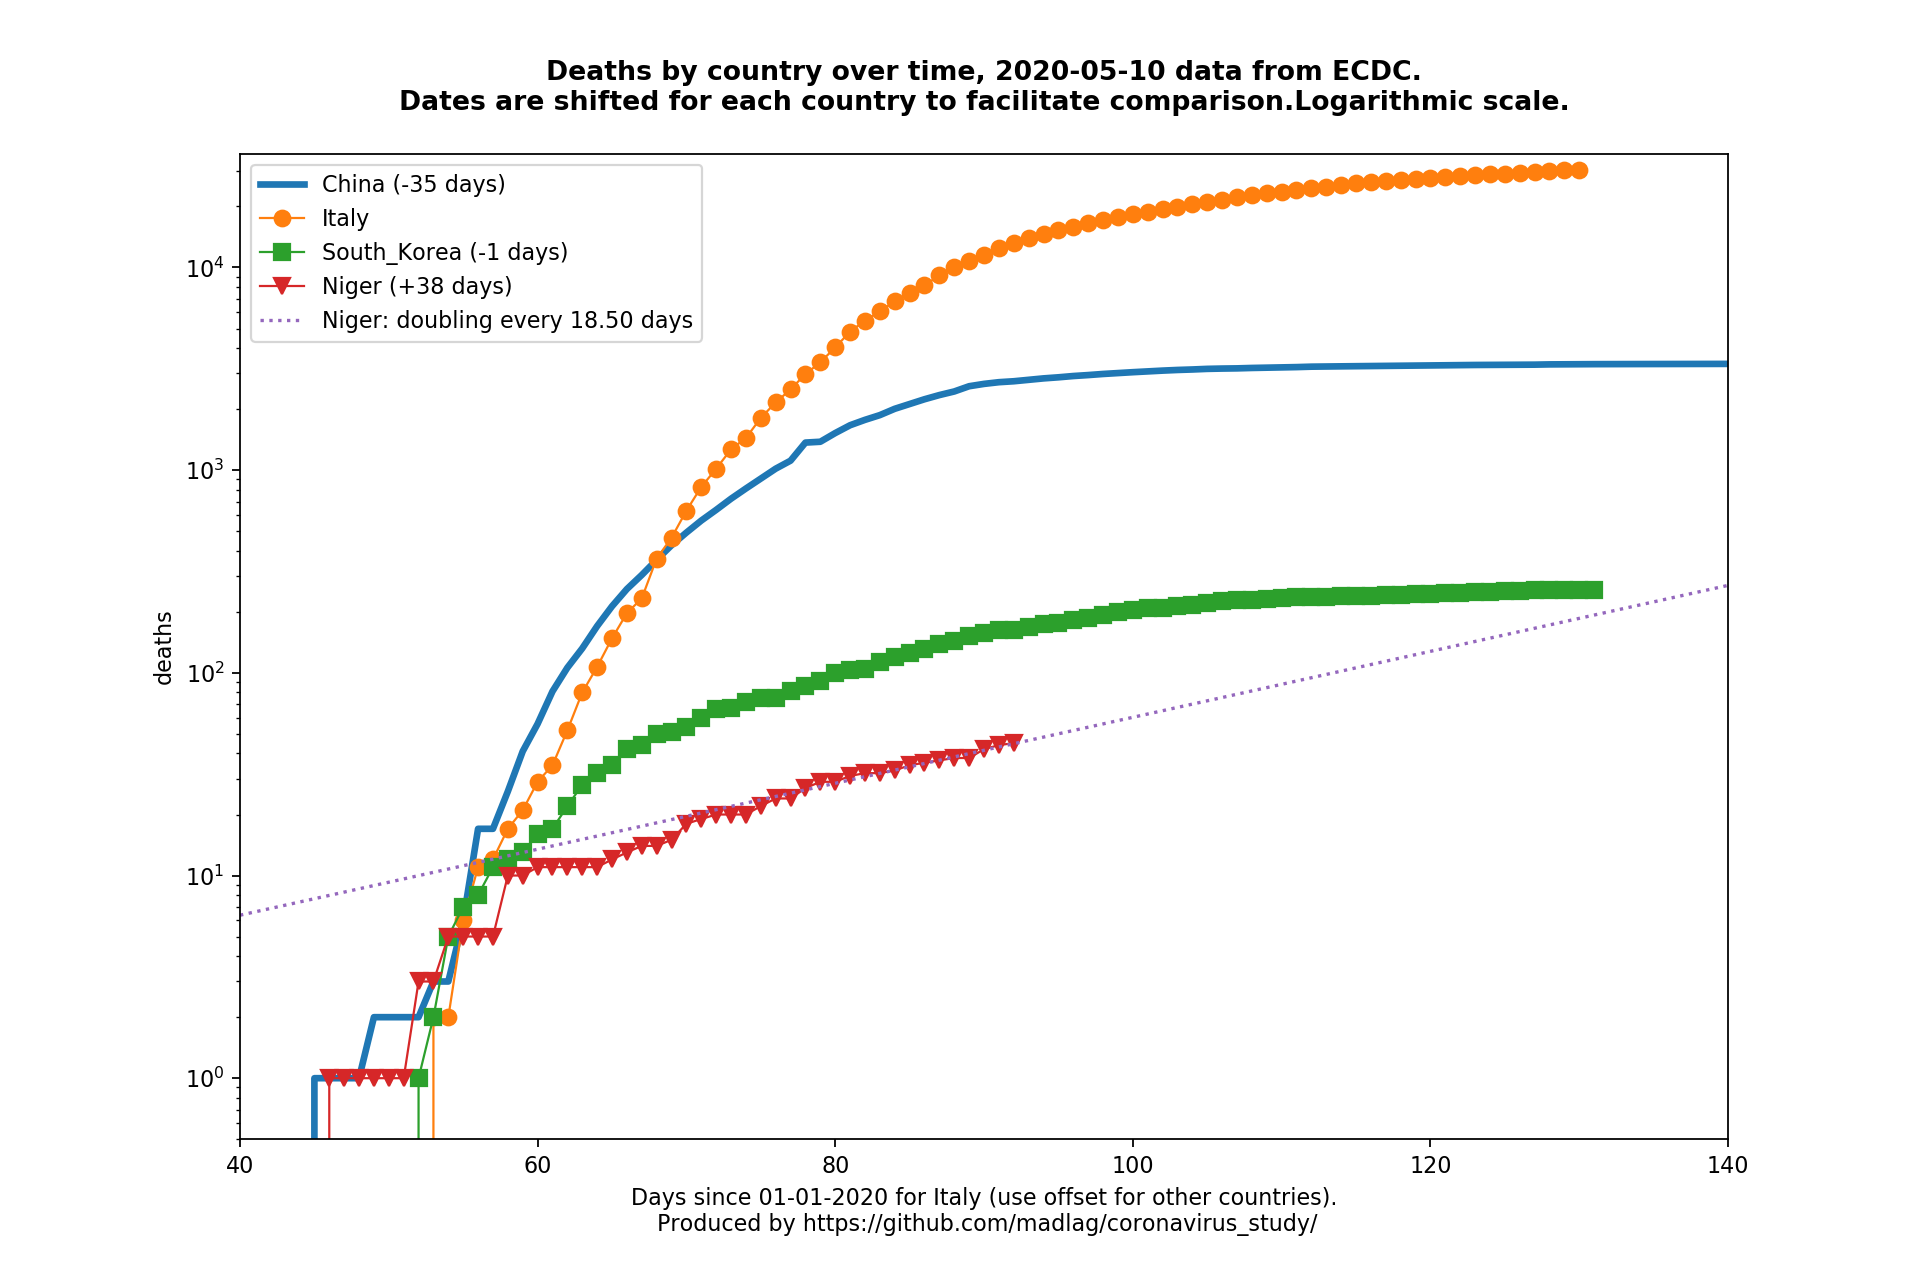 Deaths by country over time, 2020-05-10 data from ECDC.
Dates are shifted for each country to facilitate comparison.Logarithmic scale.
China (-35 days)
Italy
South_Korea (-1 days)
Niger (+38 days)
Niger: doubling every 18.50 days
deaths
10⁴
10³
10²
10¹
10⁰
40 60 80 100 120 140
Days since 01-01-2020 for Italy (use offset for other countries).
Produced by https://github.com/madlag/coronavirus_study/